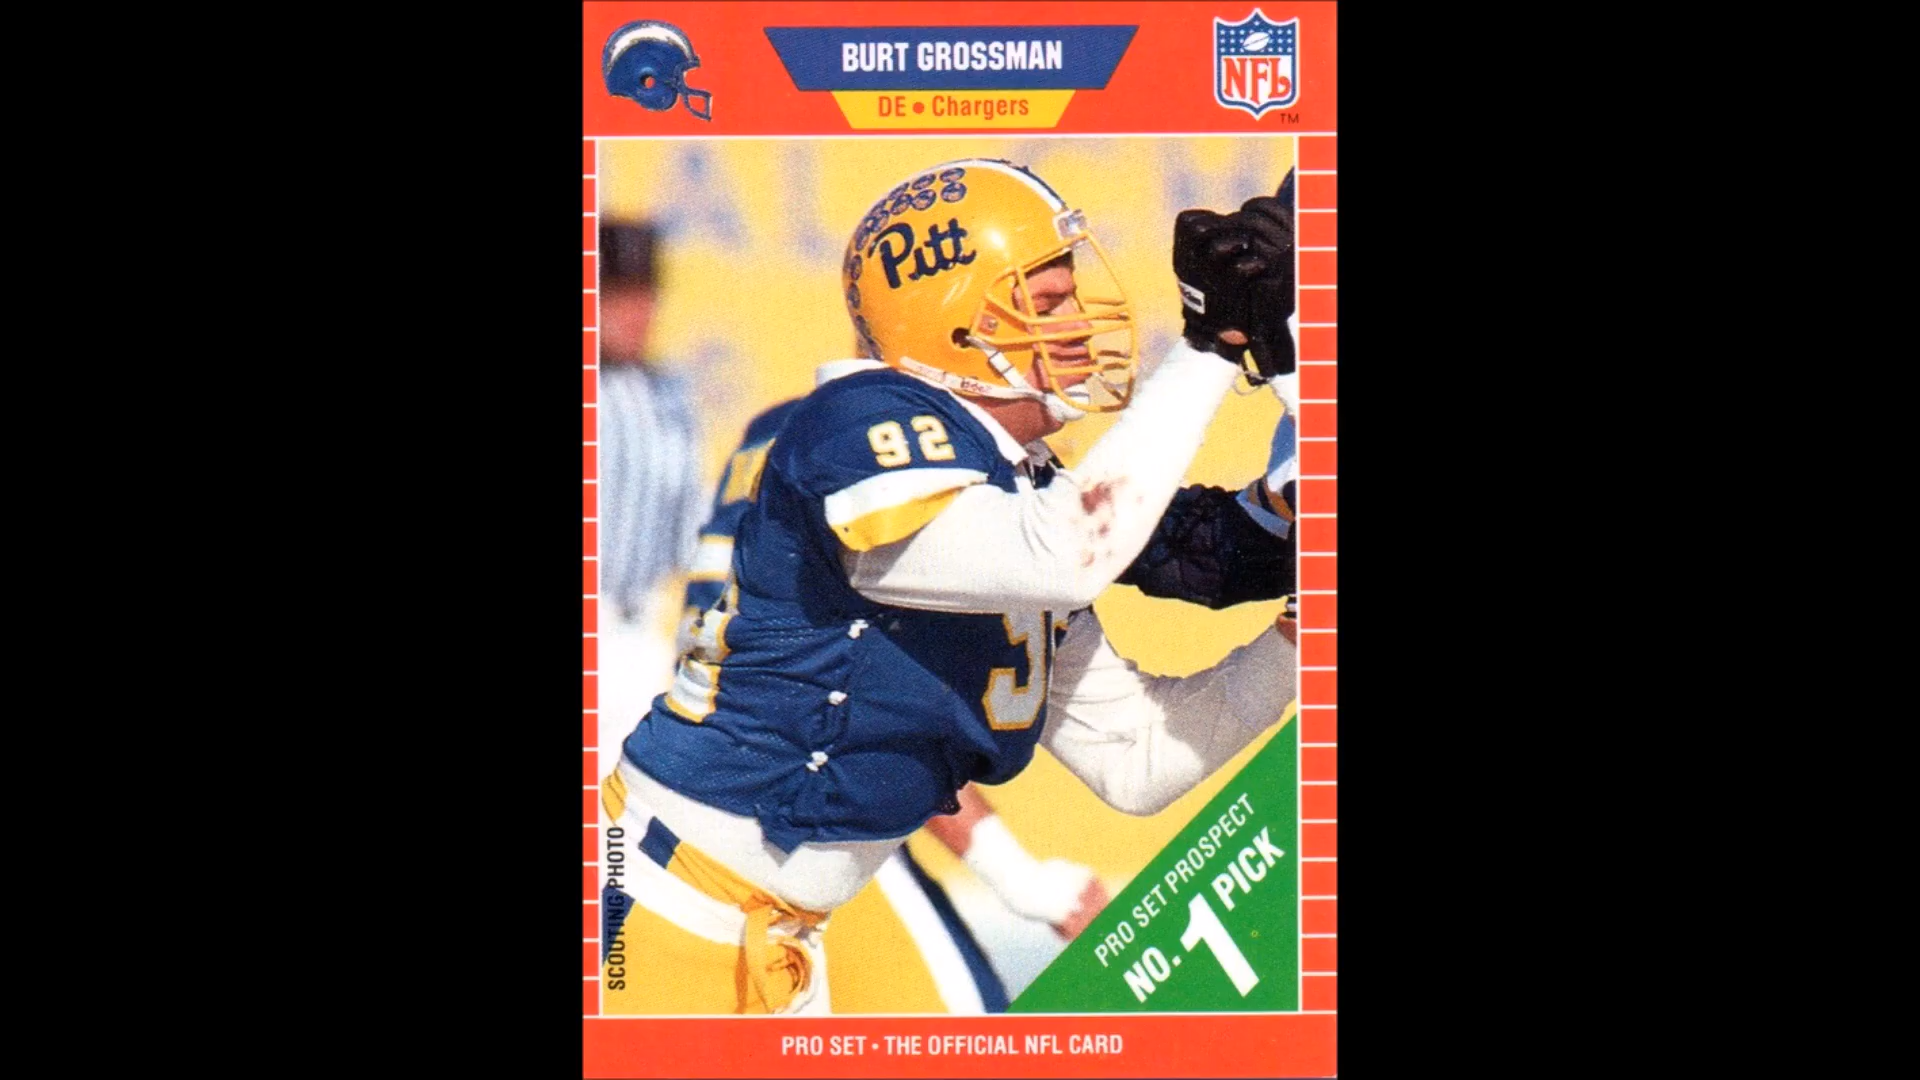 BURT GROSSMAN
DE • Chargers
NFL
TM
Pitt
92
SCOUTING PHOTO
PRO SET PROSPECT
NO. 1 PICK
PRO SET • THE OFFICIAL NFL CARD